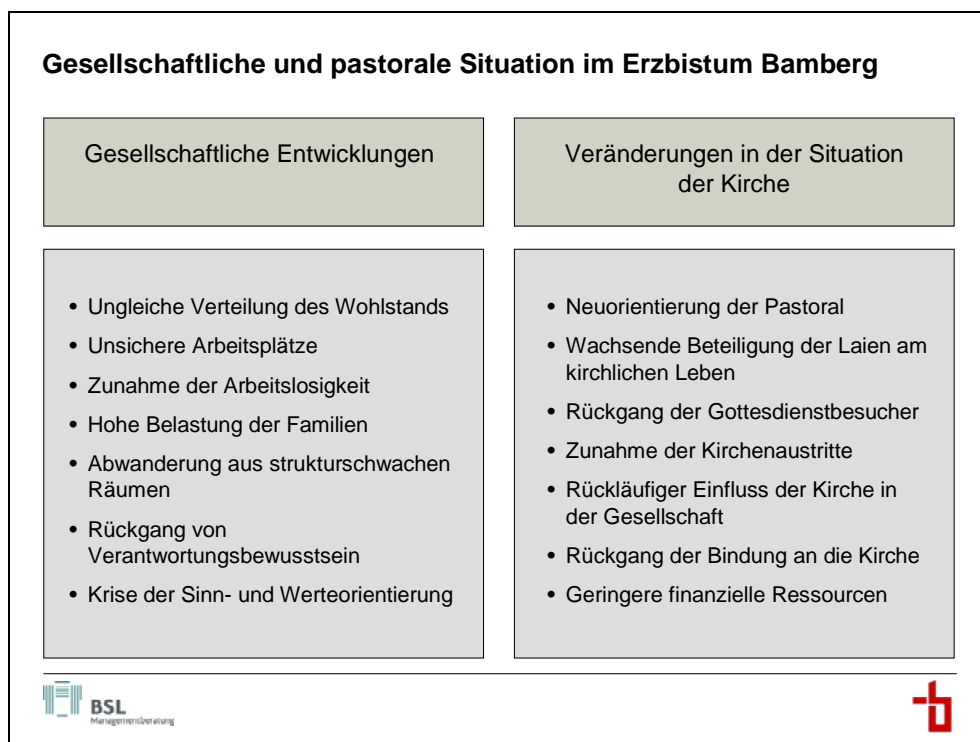 Gesellschaftliche und pastorale Situation im Erzbistum Bamberg
Gesellschaftliche Entwicklungen
• Ungleiche Verteilung des Wohlstands
• Unsichere Arbeitsplätze
• Zunahme der Arbeitslosigkeit
• Hohe Belastung der Familien
• Abwanderung aus strukturschwachen
Räumen
• Rückgang von
Verantwortungsbewusstsein
• Krise der Sinn- und Werteorientierung
Veränderungen in der Situation
der Kirche
• Neuorientierung der Pastoral
• Wachsende Beteiligung der Laien am
kirchlichen Leben
• Rückgang der Gottesdienstbesucher
• Zunahme der Kirchenaustritte
• Rückläufiger Einfluss der Kirche in
der Gesellschaft
• Rückgang der Bindung an die Kirche
• Geringere finanzielle Ressourcen
BSL
Managementberatung